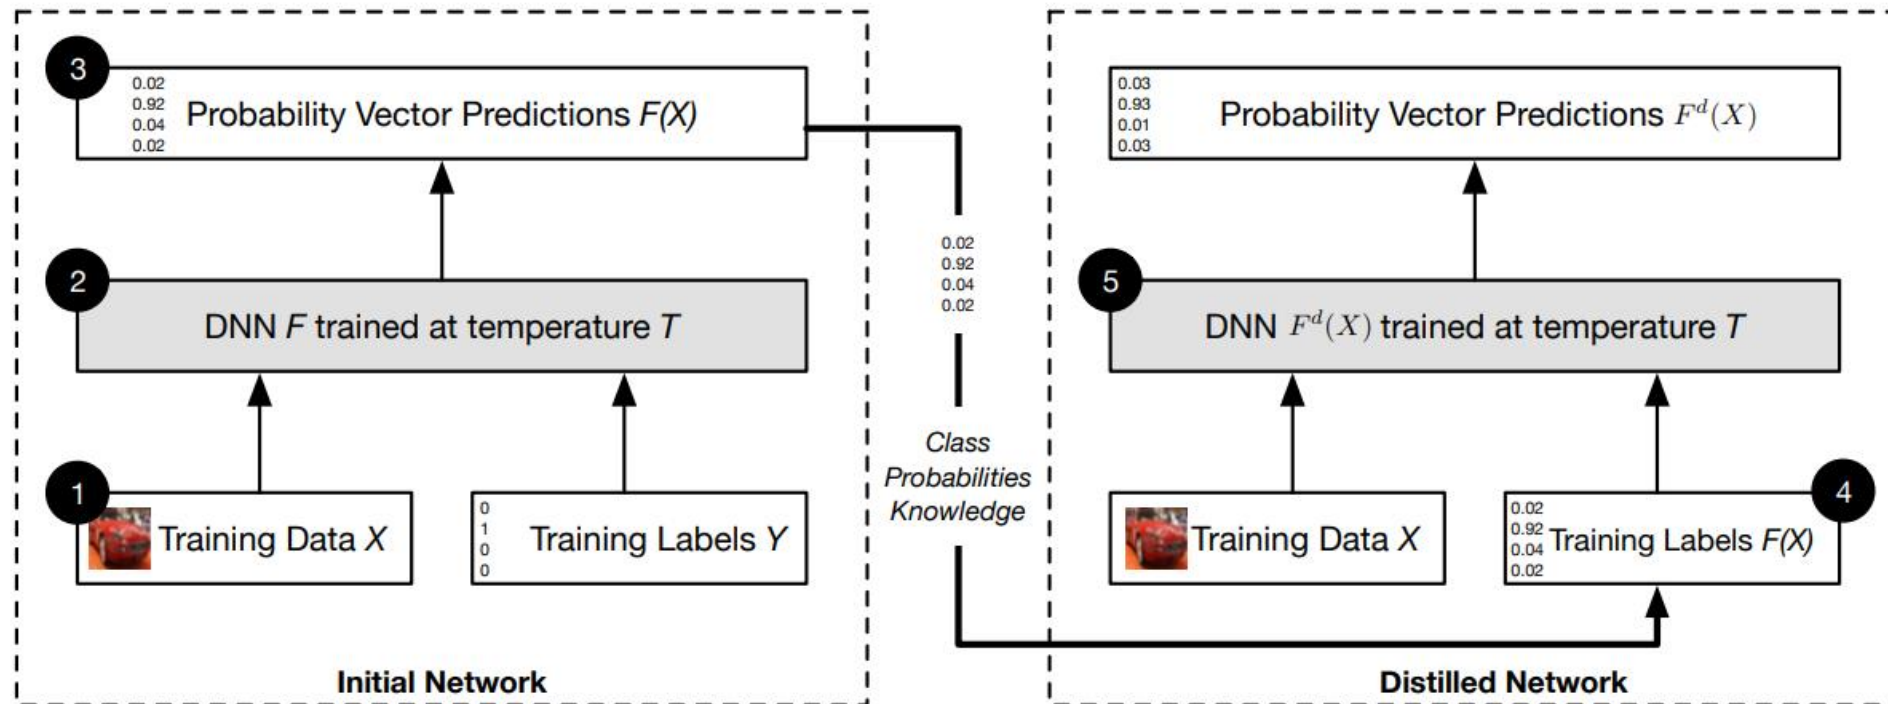 3
0.02
0.92
0.04
0.02
Probability Vector Predictions F(X)
2
DNN F trained at temperature T
1
Training Data X
0
1
0
0
Training Labels Y
Initial Network
0.02
0.92
0.04
0.02
Class
Probabilities
Knowledge
0.03
0.93
0.01
0.03
Probability Vector Predictions F^d(X)
5
DNN F^d(X) trained at temperature T
Training Data X
4
0.02
0.92
0.04
0.02
Training Labels F(X)
Distilled Network